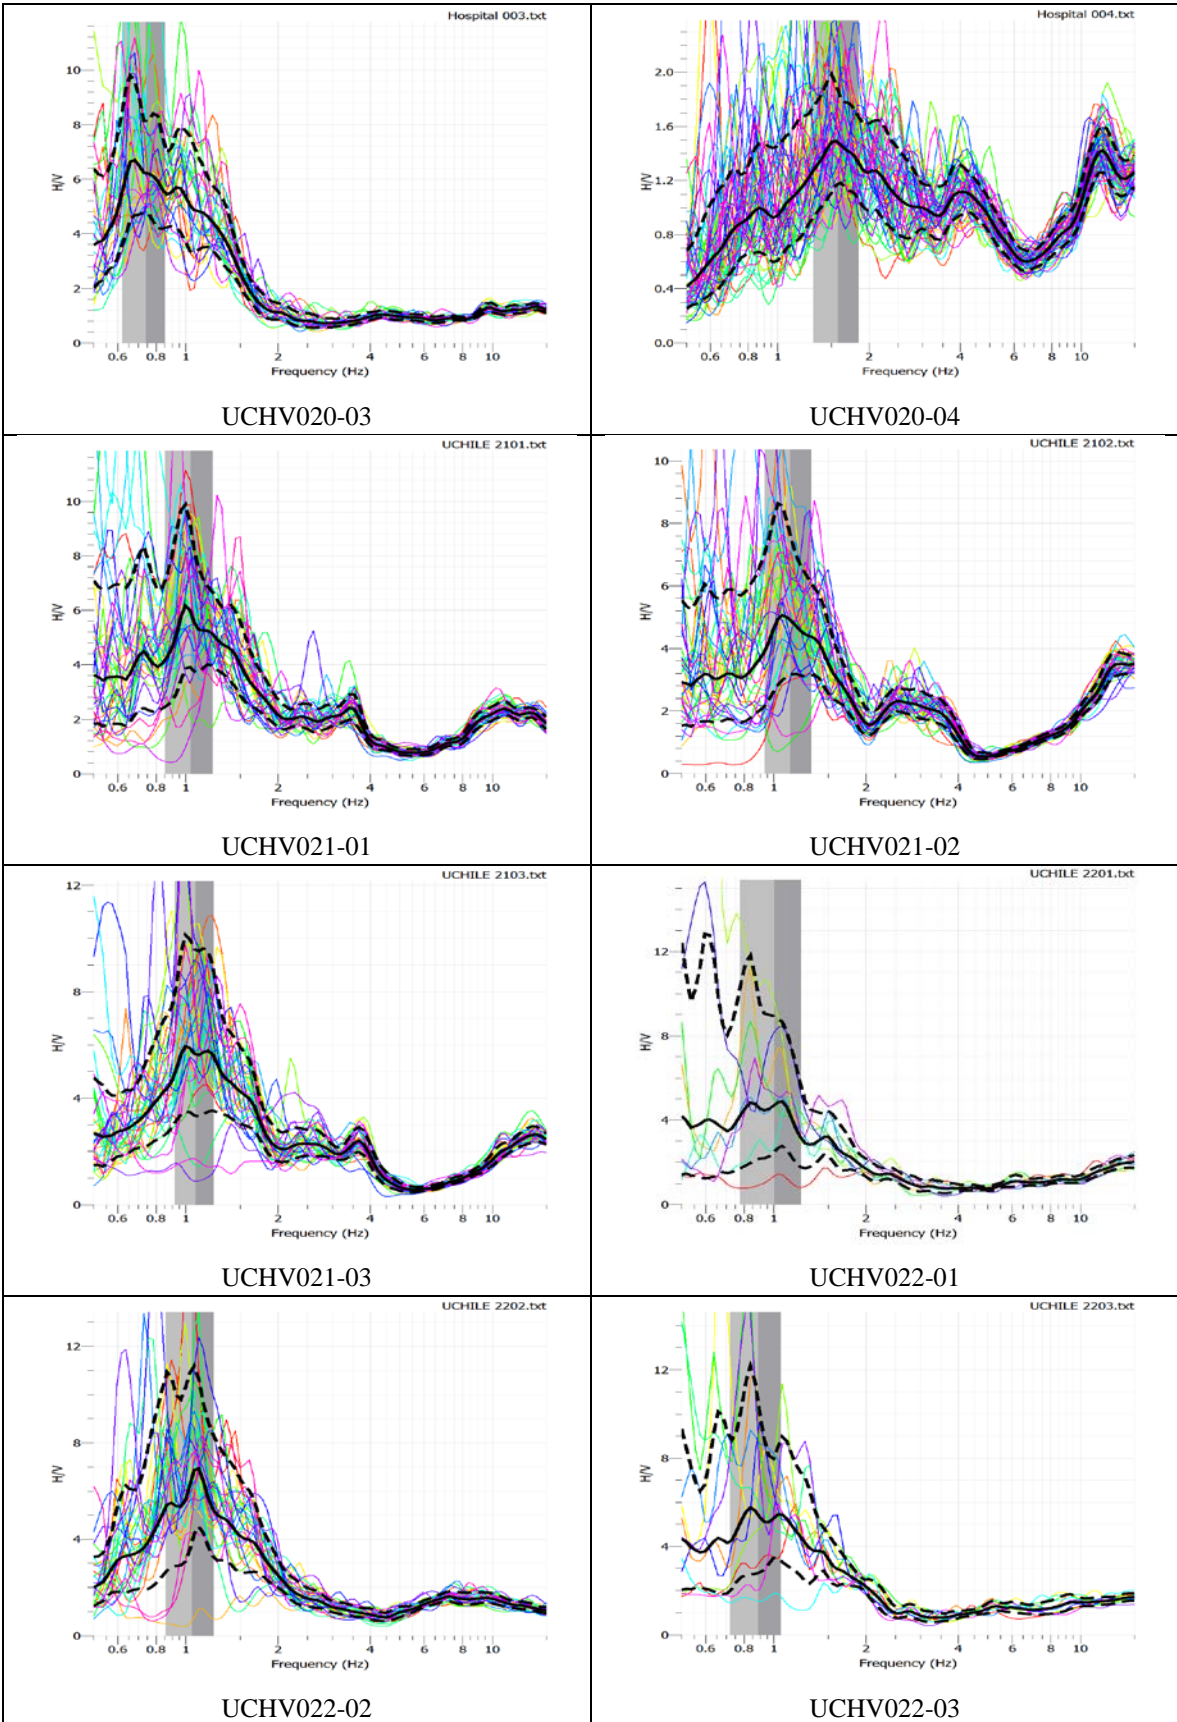 Hospital 003.txt
10
8
6
4
2
0
H/V
0.6 0.8 1 2 4 6 8 10
Frequency (Hz)
UCHV020-03
Hospital 004.txt
2.0
1.6
1.2
0.8
0.4
0.0
H/V
0.6 0.8 1 2 4 6 8 10
Frequency (Hz)
UCHV020-04
UCHILE 2101.txt
10
8
6
4
2
0
H/V
0.6 0.8 1 2 4 6 8 10
Frequency (Hz)
UCHV021-01
UCHILE 2102.txt
10
8
6
4
2
0
H/V
0.6 0.8 1 2 4 6 8 10
Frequency (Hz)
UCHV021-02
UCHILE 2103.txt
12
8
4
0
H/V
0.6 0.8 1 2 4 6 8 10
Frequency (Hz)
UCHV021-03
UCHILE 2201.txt
12
8
4
0
H/V
0.6 0.8 1 2 4 6 8 10
Frequency (Hz)
UCHV022-01
UCHILE 2202.txt
12
8
4
0
H/V
0.6 0.8 1 2 4 6 8 10
Frequency (Hz)
UCHV022-02
UCHILE 2203.txt
12
8
4
0
H/V
0.6 0.8 1 2 4 6 8 10
Frequency (Hz)
UCHV022-03